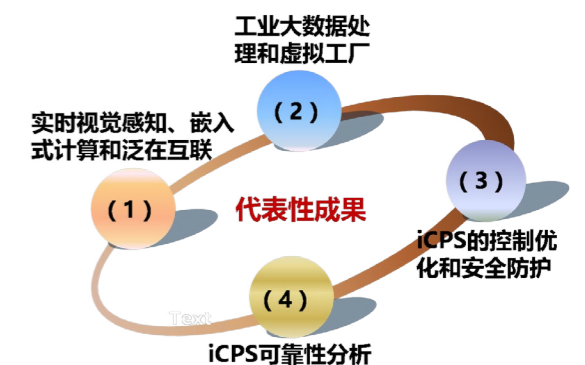 工业大数据处
理和虚拟工厂
（2）
实时视觉感知、嵌入
式计算和泛在互联
（1）
代表性成果
（3）
iCPS的控制优
化和安全防护
（4）
Text
iCPS可靠性分析